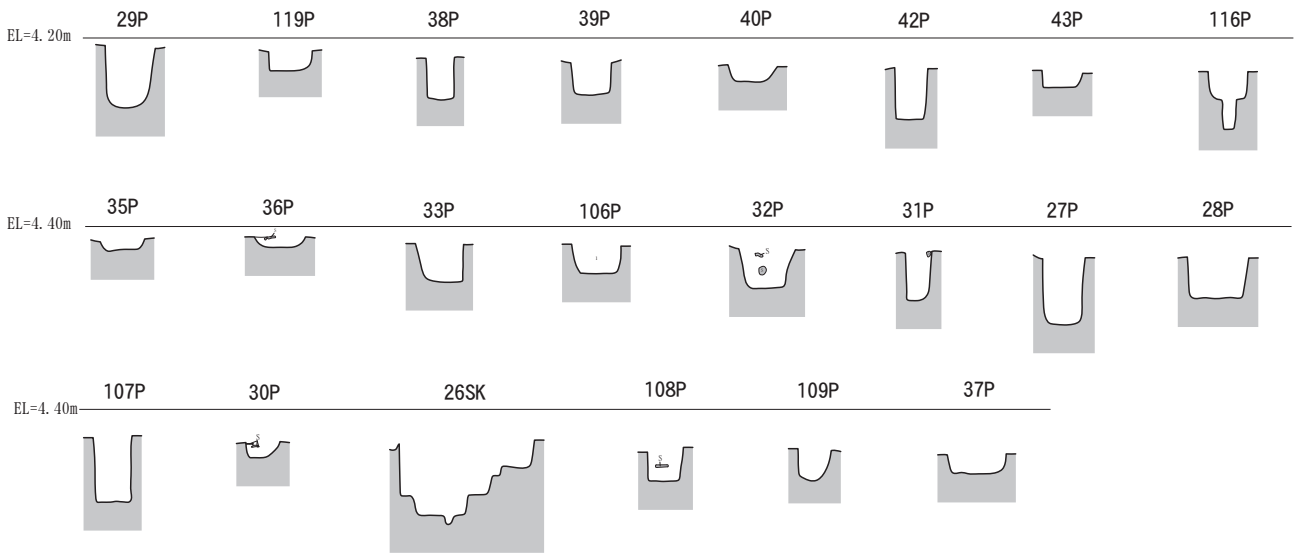 29P 119P 38P 39P 40P 42P 43P 116P
EL=4.20m
35P 36P 33P 106P 32P 31P 27P 28P
EL=4.40m
S
107P 30P 26SK 108P 109P 37P
EL=4.40m
S
S